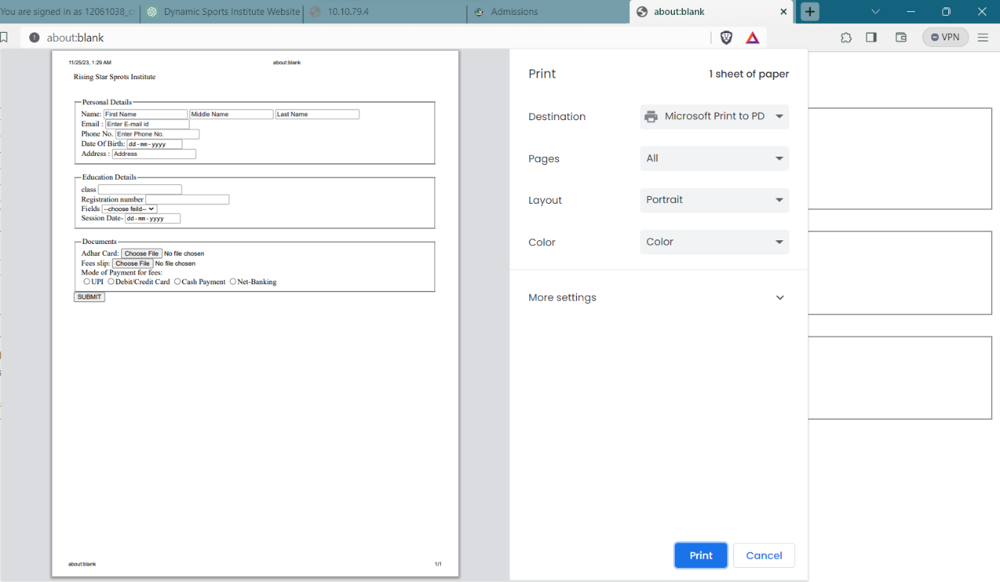 You are signed in as 12061038_cs Dynamic Sports Institute Website 10.10.79.4 Admissions about:blank
about:blank VPN
11/25/23, 1:29 AM about:blank
Rising Star Sprots Institute
Personal Details
Name: First Name Middle Name Last Name
Email : Enter E-mail id
Phone No. Enter Phone No.
Date Of Birth: dd-mm-yyyy
Address : Address
Education Details
class
Registration number
Fields --choose feild--
Session Date- dd-mm-yyyy
Documents
Adhar Card: Choose File No file chosen
Fees slip: Choose File No file chosen
Mode of Payment for fees:
UPI Debit/Credit Card Cash Payment Net-Banking
SUBMIT
about:blank 1/1
Print 1 sheet of paper
Destination Microsoft Print to PD
Pages All
Layout Portrait
Color Color
More settings
Print Cancel